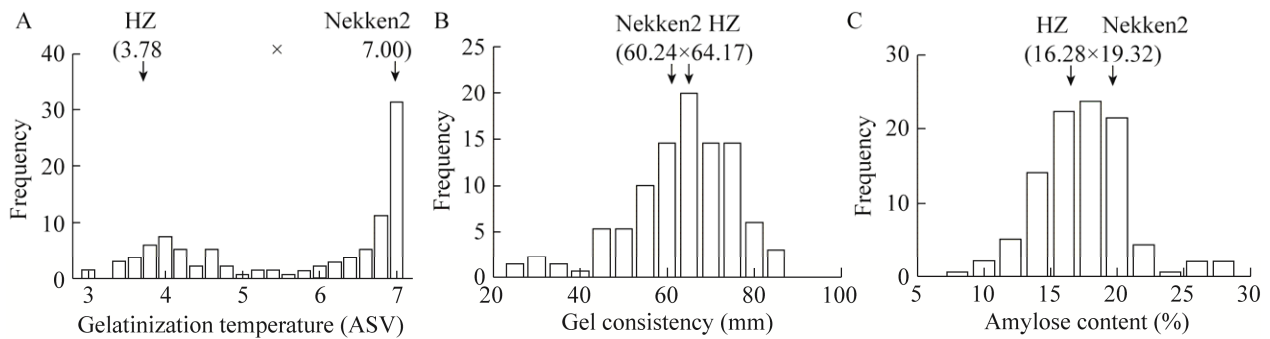 A
HZ Nekken2
(3.78 × 7.00)
Frequency
40
30
20
10
0
3 4 5 6 7
Gelatinization temperature (ASV)
B
Nekken2 HZ
(60.24×64.17)
Frequency
25
20
15
10
5
0
20 40 60 80 100
Gel consistency (mm)
C
HZ Nekken2
(16.28×19.32)
Frequency
30
20
10
0
5 10 15 20 25 30
Amylose content (%)